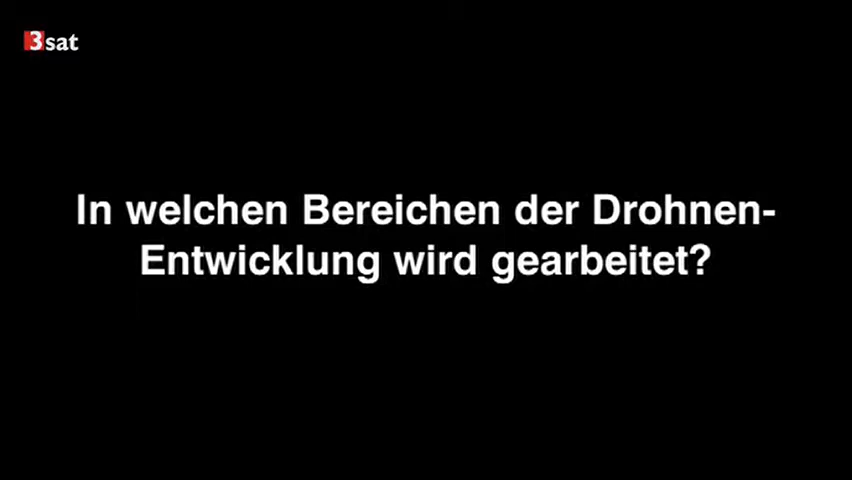 3sat
In welchen Bereichen der Drohnen-
Entwicklung wird gearbeitet?